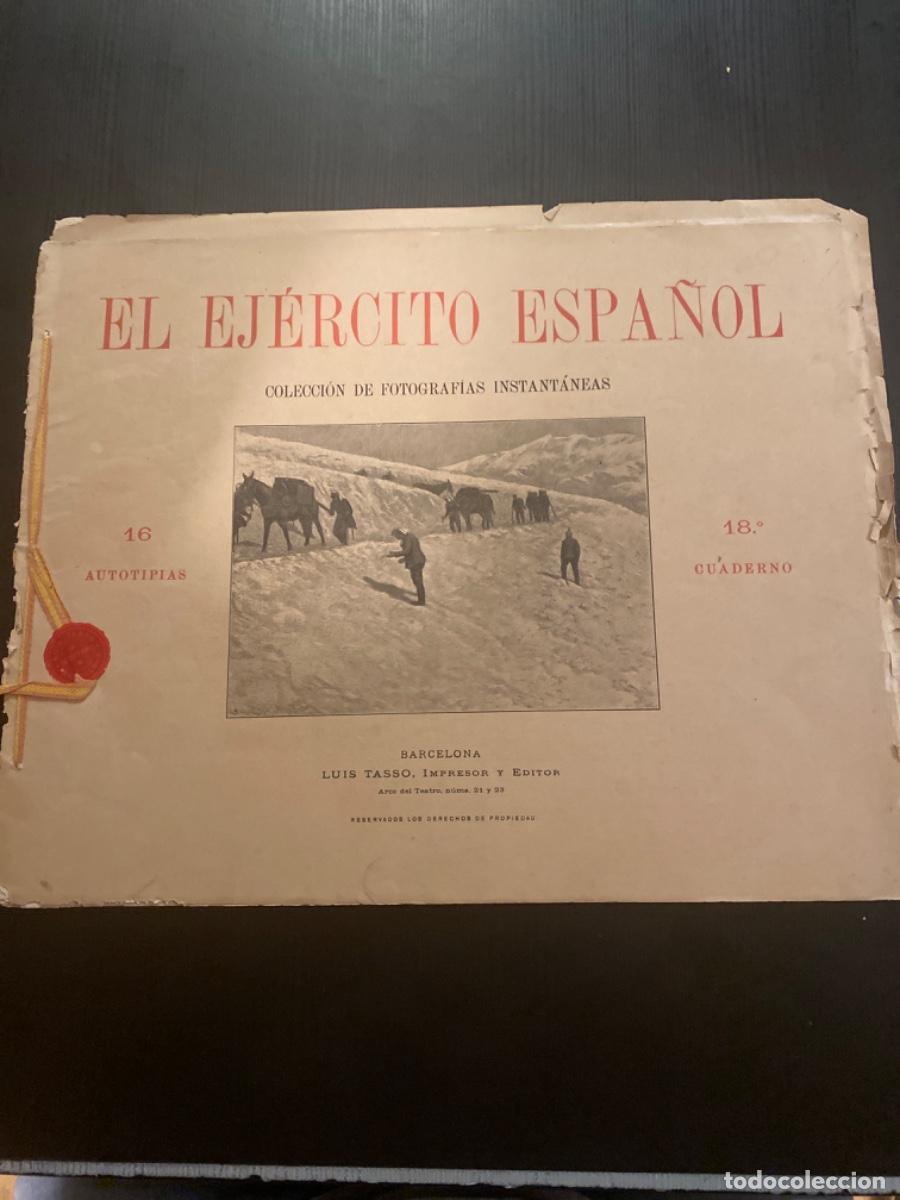 EL EJÉRCITO ESPAÑOL
COLECCIÓN DE FOTOGRAFÍAS INSTANTÁNEAS
16
AUTOTIPIAS
18.º
CUADERNO
BARCELONA
LUIS TASSO, IMPRESOR Y EDITOR
Arco del Teatro, núms. 21 y 23
RESERVADOS LOS DERECHOS DE PROPIEDAD
todocoleccion